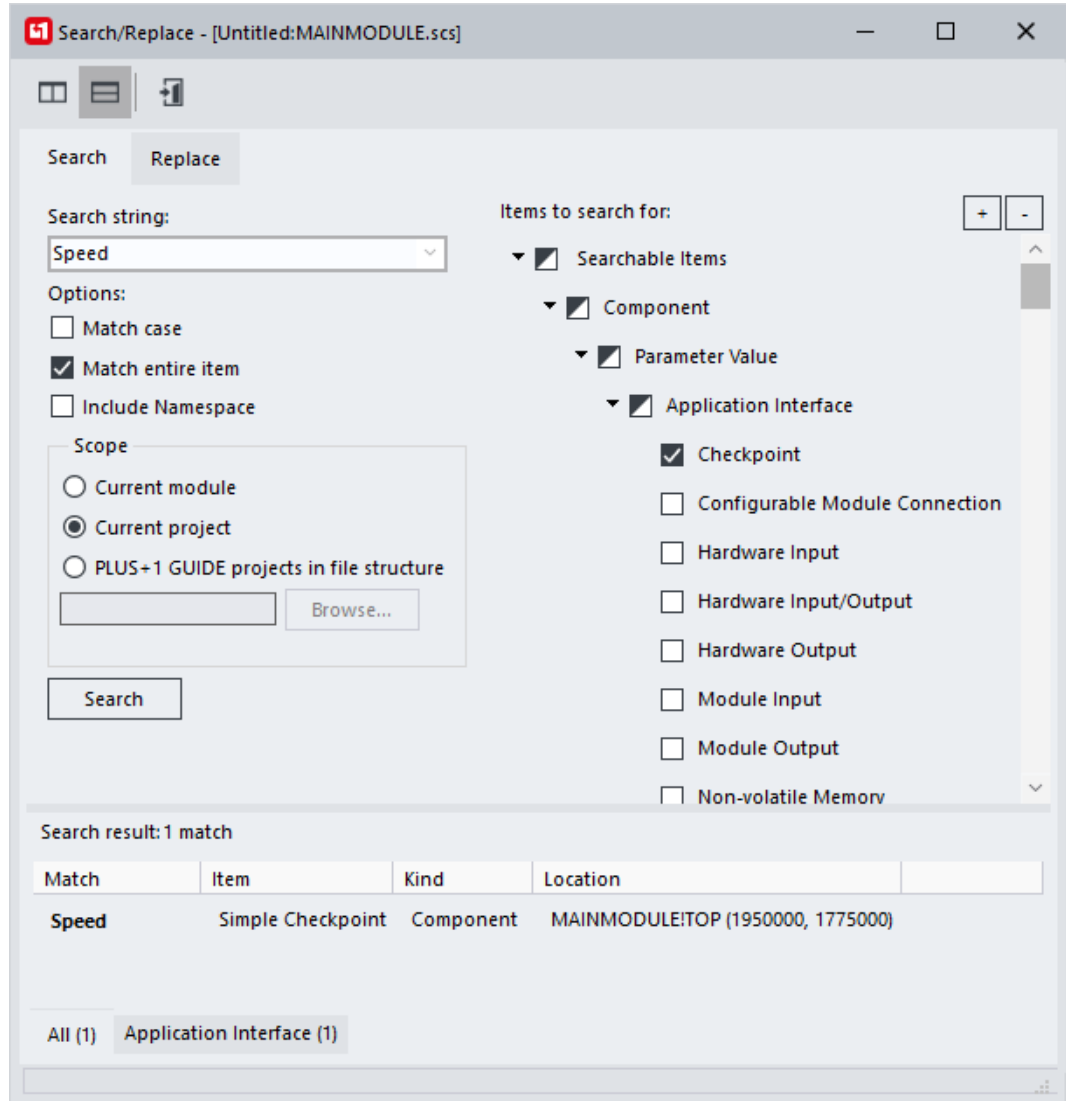 Search/Replace - [Untitled:MAINMODULE.scs]
Search
Replace
Search string:
Speed
Options:
Match case
Match entire item
Include Namespace
Scope
Current module
Current project
PLUS+1 GUIDE projects in file structure
Browse...
Search
Items to search for:
+ -
Searchable Items
Component
Parameter Value
Application Interface
Checkpoint
Configurable Module Connection
Hardware Input
Hardware Input/Output
Hardware Output
Module Input
Module Output
Non-volatile Memory
Search result: 1 match
Match Item Kind Location
Speed Simple Checkpoint Component MAINMODULE!TOP (1950000, 1775000)
All (1) Application Interface (1)